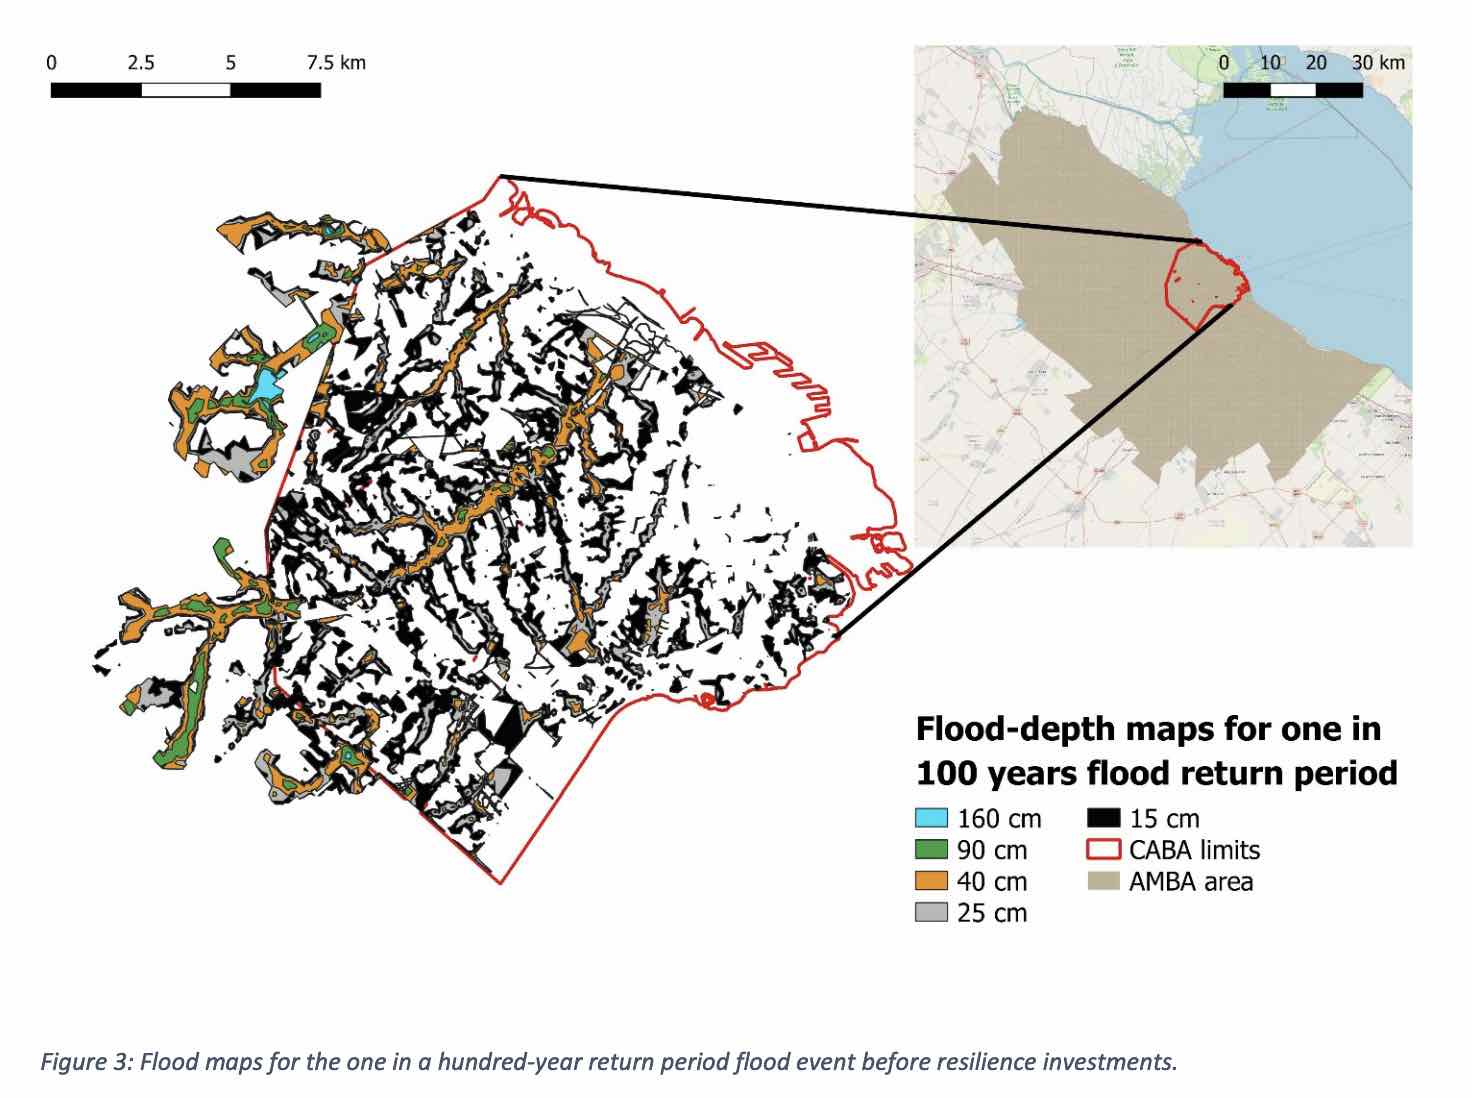 0 2.5 5 7.5 km
0 10 20 30 km
Flood-depth maps for one in
100 years flood return period
160 cm
90 cm
40 cm
25 cm
15 cm
CABA limits
AMBA area
Figure 3: Flood maps for the one in a hundred-year return period flood event before resilience investments.